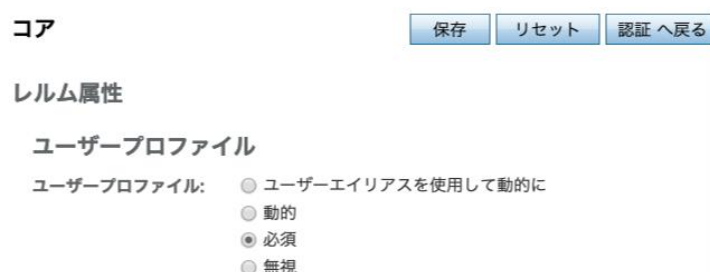 コア 保存 リセット 認証 へ戻る
レルム属性
ユーザープロファイル
ユーザープロファイル: ユーザーエイリアスを使用して動的に
動的
必須
無視